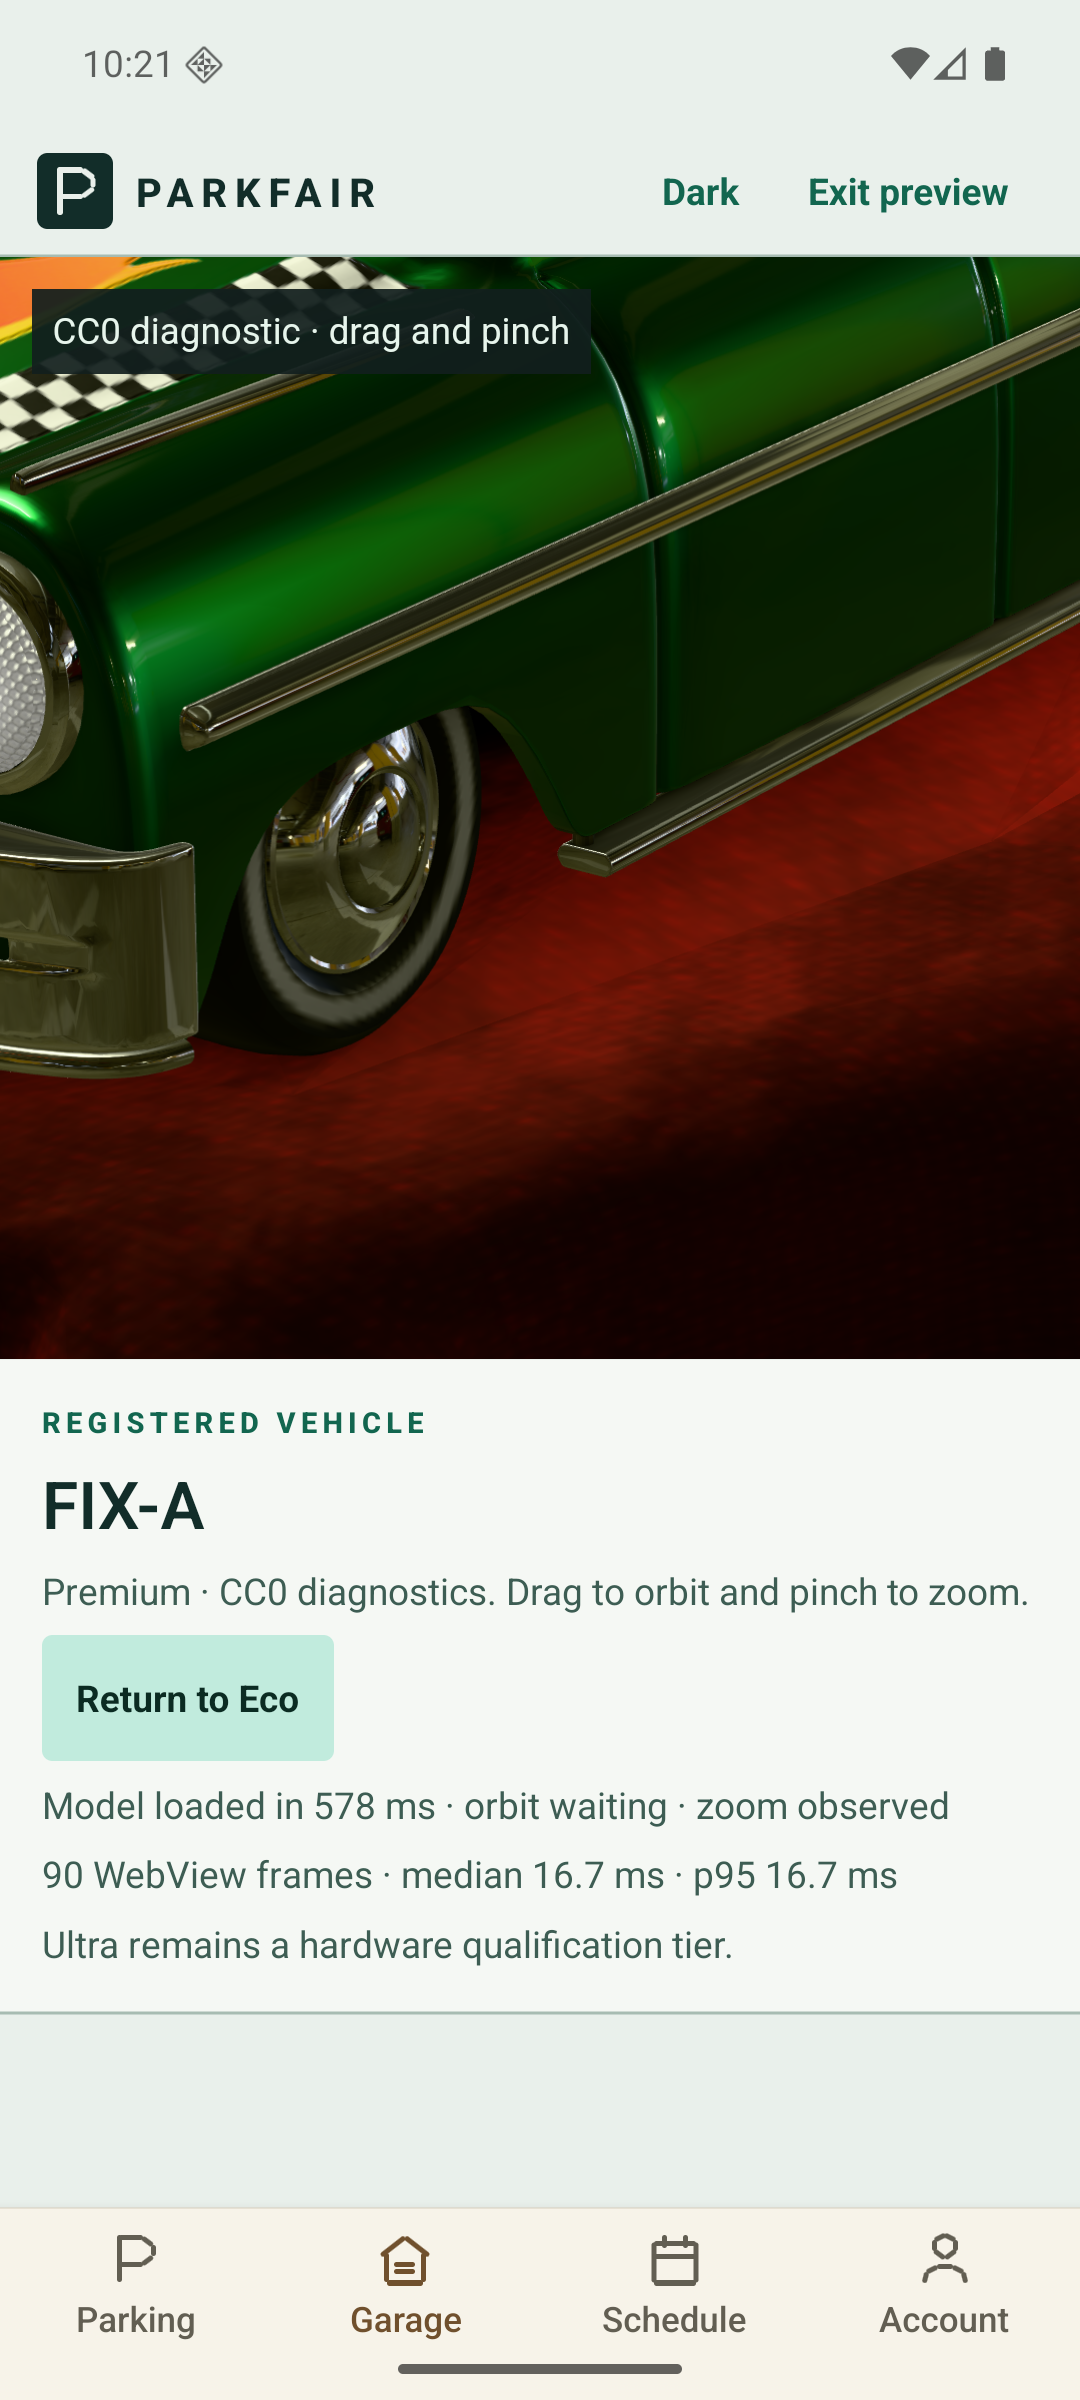 10:21
PARKFAIR
Dark
Exit preview
CC0 diagnostic · drag and pinch
REGISTERED VEHICLE
FIX-A
Premium · CC0 diagnostics. Drag to orbit and pinch to zoom.
Return to Eco
Model loaded in 578 ms · orbit waiting · zoom observed
90 WebView frames · median 16.7 ms · p95 16.7 ms
Ultra remains a hardware qualification tier.
Parking
Garage
Schedule
Account